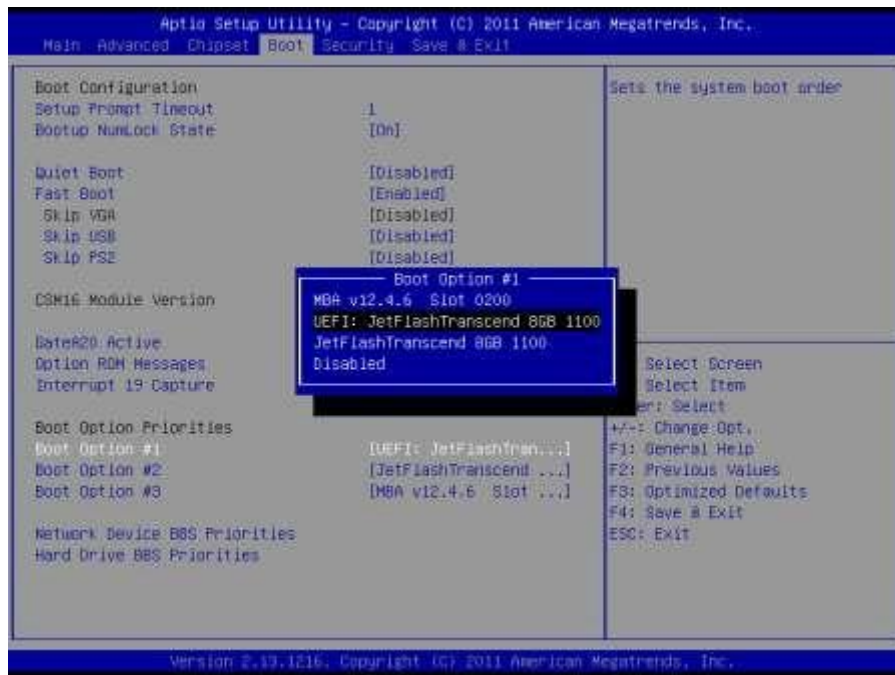 Aptio Setup Utility - Copyright (C) 2011 American Megatrends, Inc.
Main Advanced Chipset Boot Security Save & Exit
Boot Configuration
Setup Prompt Timeout 1
Bootup NumLock State [On]
Quiet Boot [Disabled]
Fast Boot [Enabled]
Skip VGA [Disabled]
Skip USB [Disabled]
Skip PS2 [Disabled]
CSM16 Module Version
GateA20 Active
Option ROM Messages
Interrupt 19 Capture
Boot Option #1
MBA v12.4.6 Slot 0200
UEFI: JetFlashTranscend 8GB 1100
JetFlashTranscend 8GB 1100
Disabled
Boot Option Priorities
Boot Option #1 [UEFI: JetFlashTran...]
Boot Option #2 [JetFlashTranscend ...]
Boot Option #3 [MBA v12.4.6 Slot ...]
Network Device BBS Priorities
Hard Drive BBS Priorities
Sets the system boot order
Select Screen
Select Item
er: Select
+/-: Change Opt.
F1: General Help
F2: Previous Values
F3: Optimized Defaults
F4: Save & Exit
ESC: Exit
Version 2.13.1216. Copyright (C) 2011 American Megatrends, Inc.